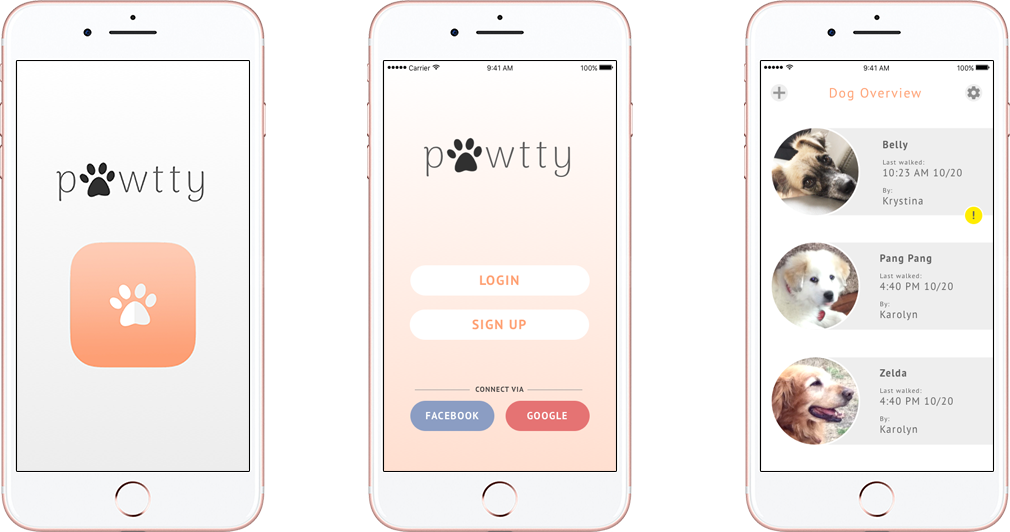 pawtty
Carrier 9:41 AM 100%
pawtty
LOGIN
SIGN UP
CONNECT VIA
FACEBOOK GOOGLE
9:41 AM 100%
+ Dog Overview
Belly
Last walked:
10:23 AM 10/20
By:
Krystina
!
Pang Pang
Last walked:
4:40 PM 10/20
By:
Karolyn
Zelda
Last walked:
4:40 PM 10/20
By:
Karolyn